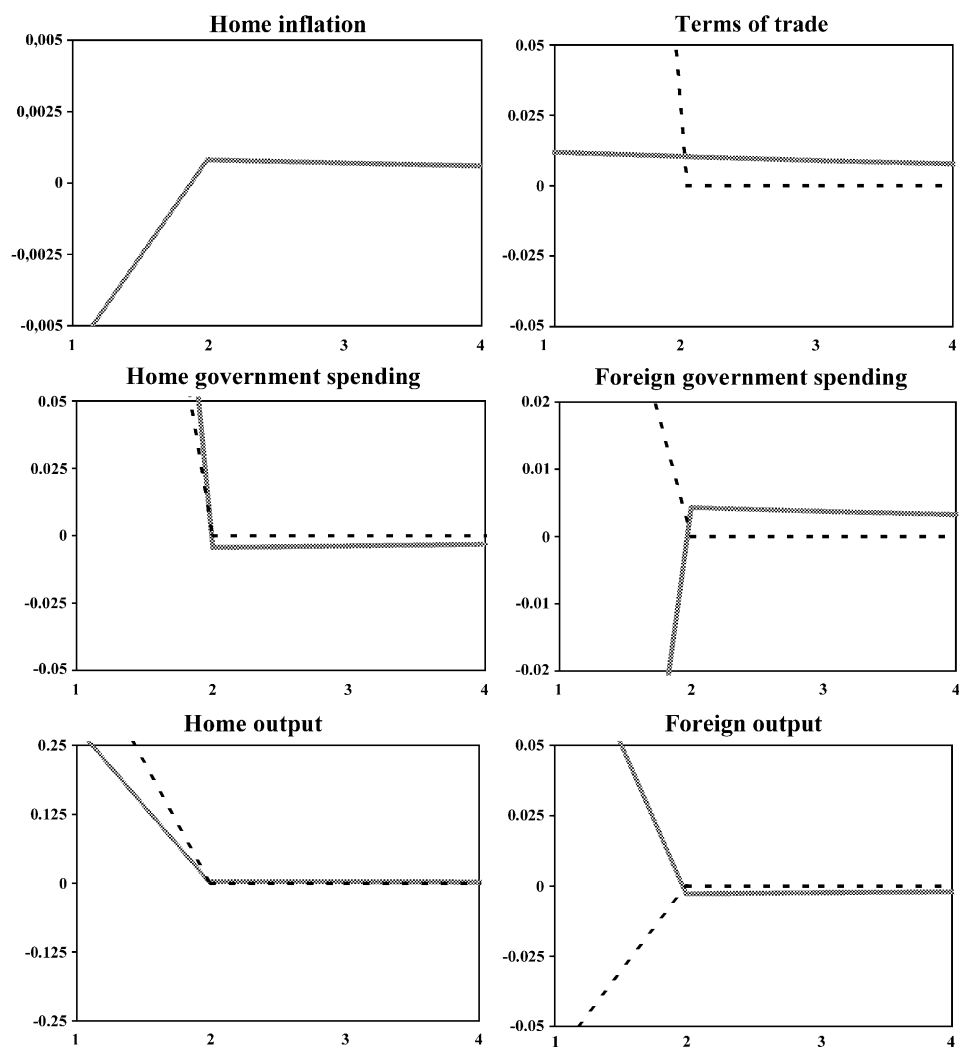 Home inflation
0,005
0,0025
0
-0,0025
-0,005
1 2 3 4
Terms of trade
0.05
0.025
0
-0.025
-0.05
1 2 3 4
Home government spending
0.05
0.025
0
-0.025
-0.05
1 2 3 4
Foreign government spending
0.02
0.01
0
-0.01
-0.02
1 2 3 4
Home output
0.25
0.125
0
-0.125
-0.25
1 2 3 4
Foreign output
0.05
0.025
0
-0.025
-0.05
1 2 3 4